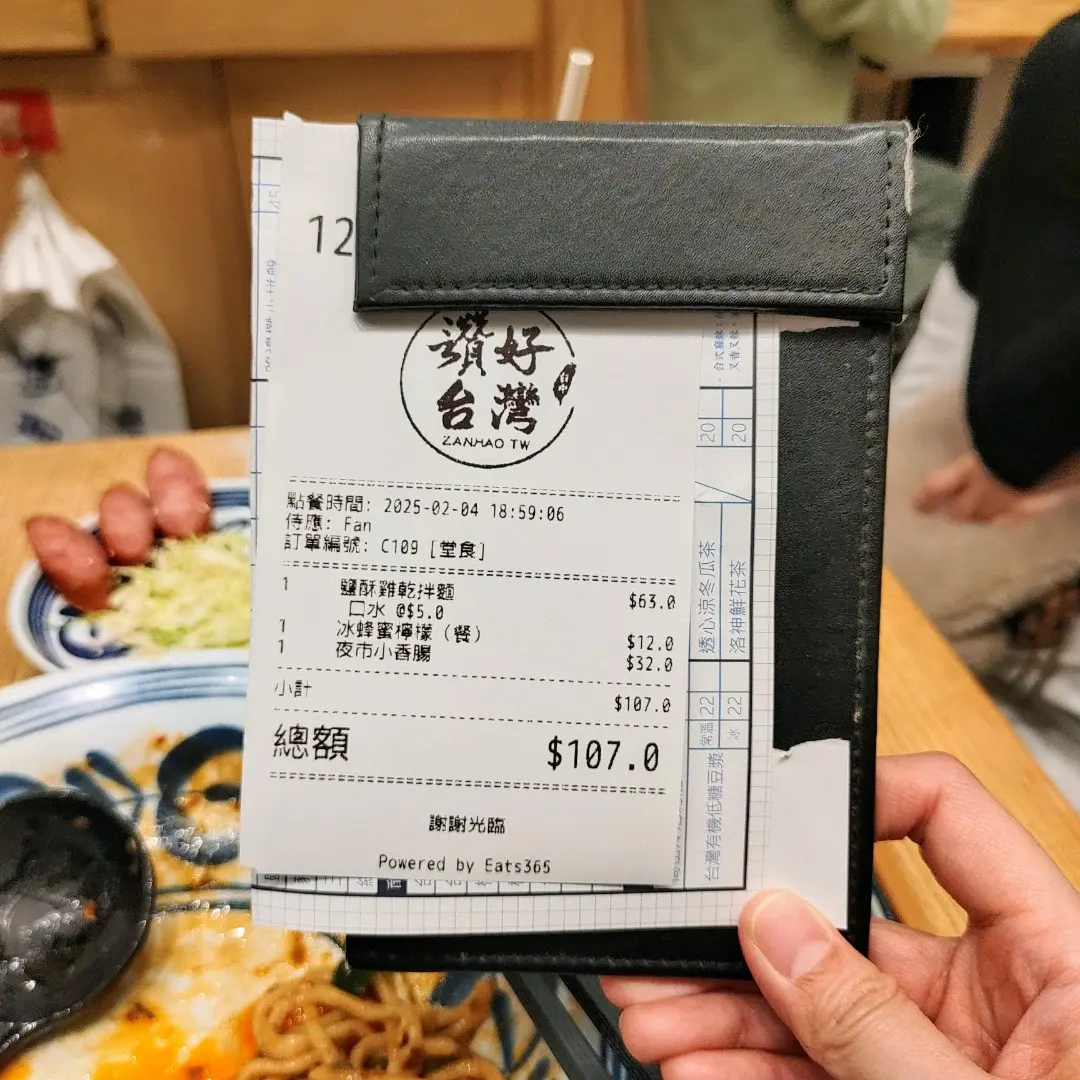 12
讚好
台灣
台中
ZANHAO TW
點餐時間: 2025-02-04 18:59:06
侍應: Fan
訂單編號: C109 [堂食]
1 鹽酥雞乾拌麵 $63.0
口水 @$5.0
1 冰蜂蜜檸檬 (餐) $12.0
1 夜市小香腸 $32.0
小計 $107.0
總額 $107.0
謝謝光臨
Powered by Eats365
20
20
透心涼冬瓜茶
洛神鮮花茶
22
22
常溫
冰
台灣有機低糖豆漿